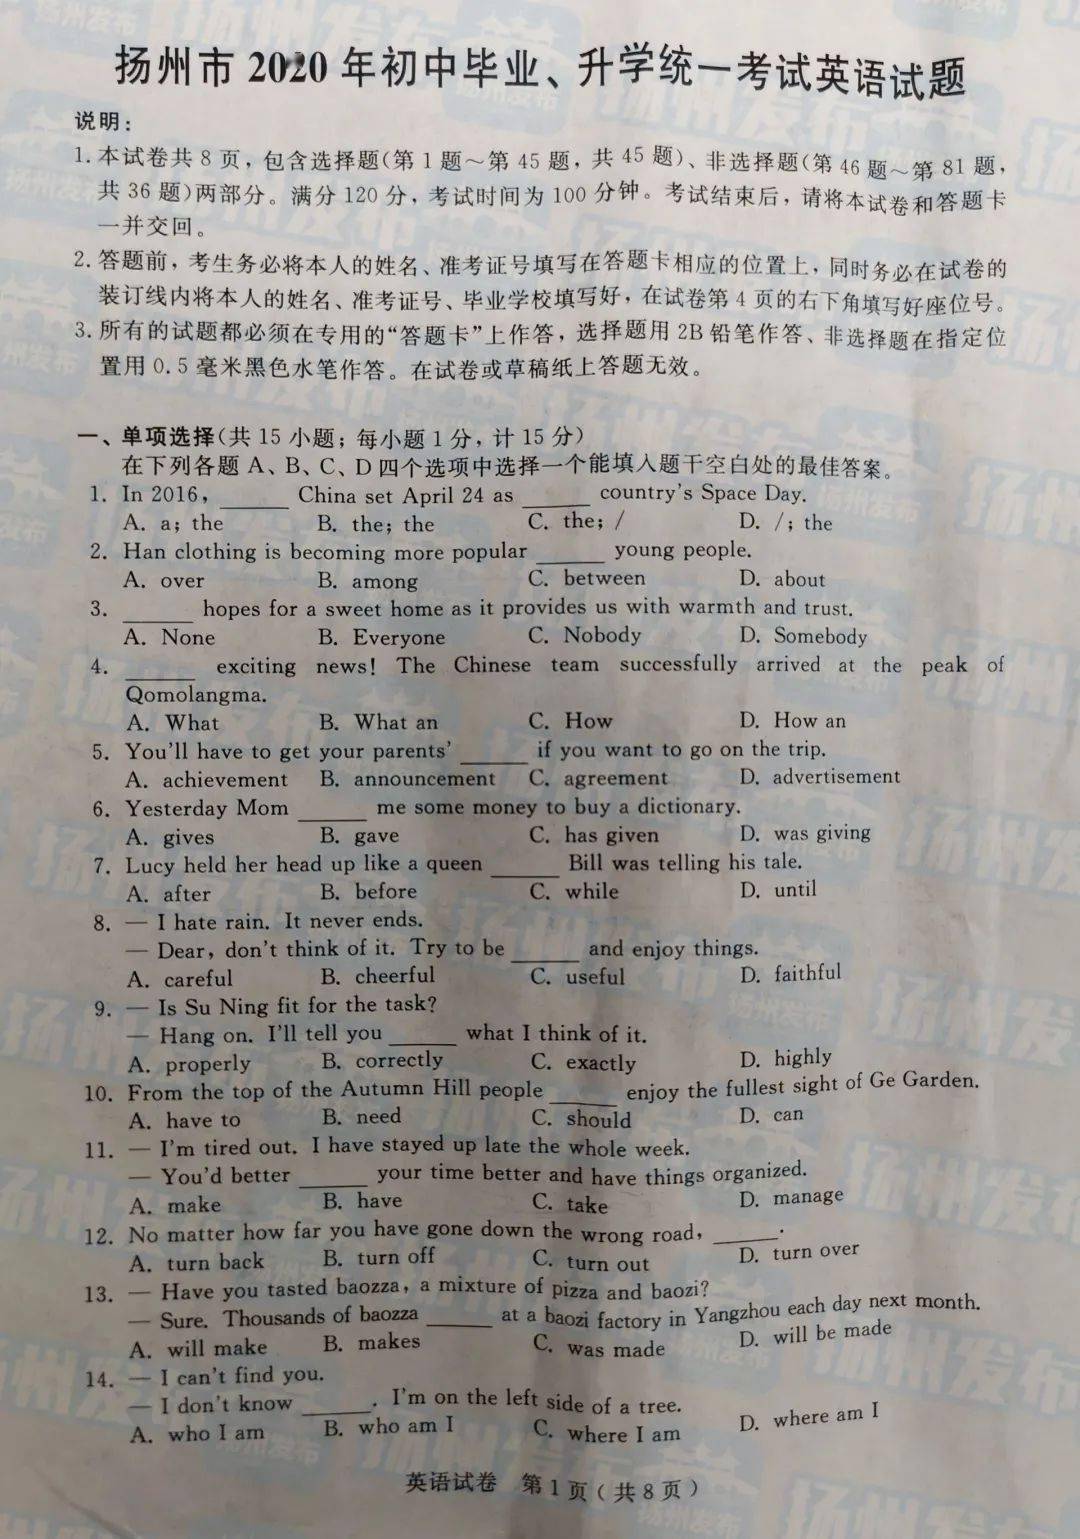 扬州市 2020 年初中毕业、升学统一考试英语试题
说明:
1. 本试卷共 8 页，包含选择题(第 1 题～第 45 题，共 45 题)、非选择题(第 46 题～第 81 题，
共 36 题)两部分。满分 120 分，考试时间为 100 分钟。考试结束后，请将本试卷和答题卡
一并交回。
2. 答题前，考生务必将本人的姓名、准考证号填写在答题卡相应的位置上，同时务必在试卷的
装订线内将本人的姓名、准考证号、毕业学校填写好，在试卷第 4 页的右下角填写好座位号。
3. 所有的试题都必须在专用的“答题卡”上作答，选择题用 2B 铅笔作答、非选择题在指定位
置用 0.5 毫米黑色水笔作答。在试卷或草稿纸上答题无效。
一、单项选择(共 15 小题；每小题 1 分，计 15 分)
在下列各题 A、B、C、D 四个选项中选择一个能填入题干空白处的最佳答案。
1. In 2016, ______ China set April 24 as ______ country's Space Day.
A. a; the B. the; the C. the; / D. /; the
2. Han clothing is becoming more popular ______ young people.
A. over B. among C. between D. about
3. ______ hopes for a sweet home as it provides us with warmth and trust.
A. None B. Everyone C. Nobody D. Somebody
4. ______ exciting news! The Chinese team successfully arrived at the peak of
Qomolangma.
A. What B. What an C. How D. How an
5. You'll have to get your parents' ______ if you want to go on the trip.
A. achievement B. announcement C. agreement D. advertisement
6. Yesterday Mom ______ me some money to buy a dictionary.
A. gives B. gave C. has given D. was giving
7. Lucy held her head up like a queen ______ Bill was telling his tale.
A. after B. before C. while D. until
8. — I hate rain. It never ends.
— Dear, don't think of it. Try to be ______ and enjoy things.
A. careful B. cheerful C. useful D. faithful
9. — Is Su Ning fit for the task?
— Hang on. I'll tell you ______ what I think of it.
A. properly B. correctly C. exactly D. highly
10. From the top of the Autumn Hill people ______ enjoy the fullest sight of Ge Garden.
A. have to B. need C. should D. can
11. — I'm tired out. I have stayed up late the whole week.
— You'd better ______ your time better and have things organized.
A. make B. have C. take D. manage
12. No matter how far you have gone down the wrong road, ______.
A. turn back B. turn off C. turn out D. turn over
13. — Have you tasted baozza, a mixture of pizza and baozi?
— Sure. Thousands of baozza ______ at a baozi factory in Yangzhou each day next month.
A. will make B. makes C. was made D. will be made
14. — I can't find you.
— I don't know ______. I'm on the left side of a tree.
A. who I am B. who am I C. where I am D. where am I
英语试卷 第 1 页 ( 共 8 页 )
扬州发布